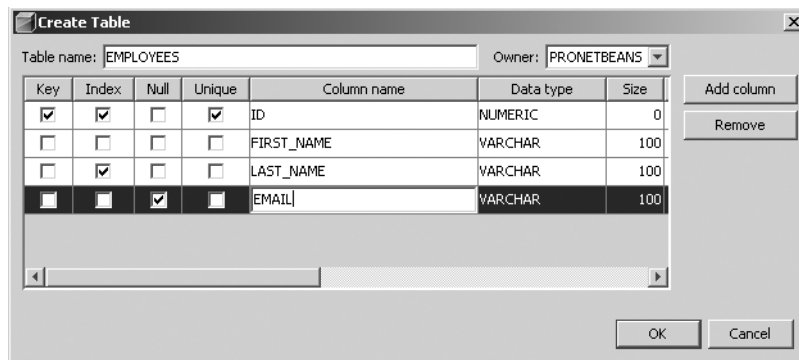 Create Table
Table name: EMPLOYEES Owner: PRONETBEANS
Key Index Null Unique Column name Data type Size Add column
ID NUMERIC 0
Remove
FIRST_NAME VARCHAR 100
LAST_NAME VARCHAR 100
EMAIL VARCHAR 100
OK Cancel